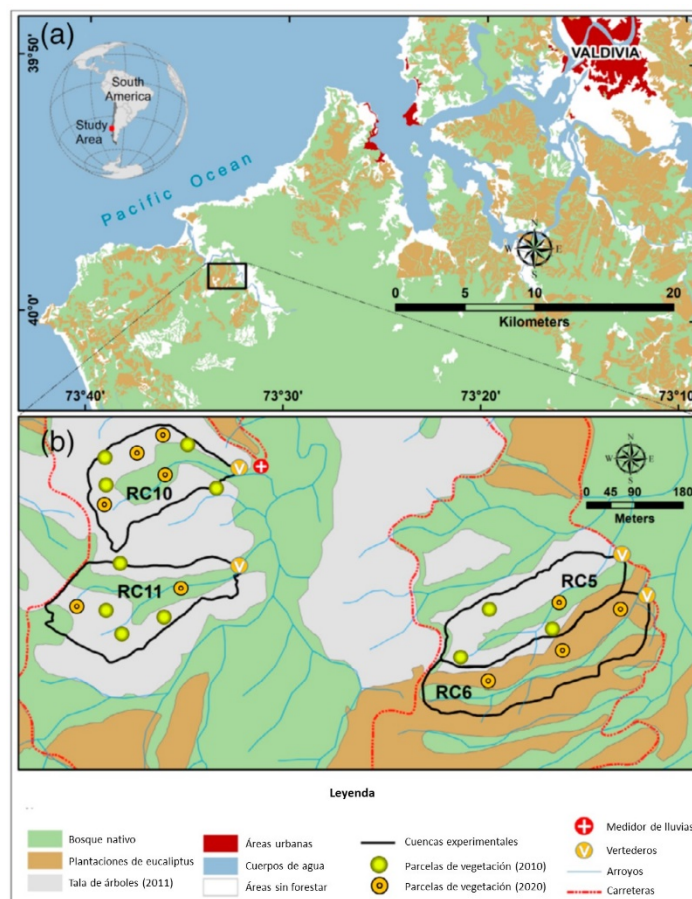 (a)
39°50'
40°0'
South
America
Study
Area
Pacific Ocean
VALDIVIA
N
W E
S
0 5 10 20
Kilometers
73°40' 73°30' 73°20' 73°10'
(b)
N
W E
S
0 45 90 180
Meters
RC10
V
RC11
V
RC5
V
V
RC6
Leyenda
Bosque nativo
Plantaciones de eucaliptus
Tala de árboles (2011)
Áreas urbanas
Cuerpos de agua
Áreas sin forestar
Cuencas experimentales
Parcelas de vegetación (2010)
Parcelas de vegetación (2020)
Medidor de lluvias
V Vertederos
Arroyos
Carreteras